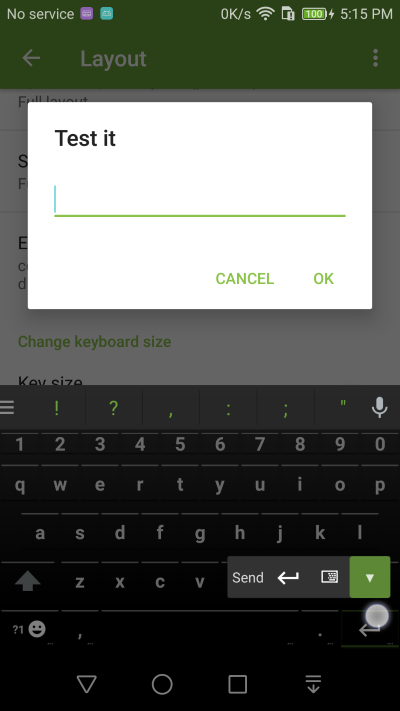 No service 0K/s 100 5:15 PM
Layout
Full layout
Test it
CANCEL OK
Change keyboard size
Key size
! ? , : ; "
1 2 3 4 5 6 7 8 9 0
q w e r t y u i o p
a s d f g h j k l
z x c v
Send
?1 , ... ... . ...